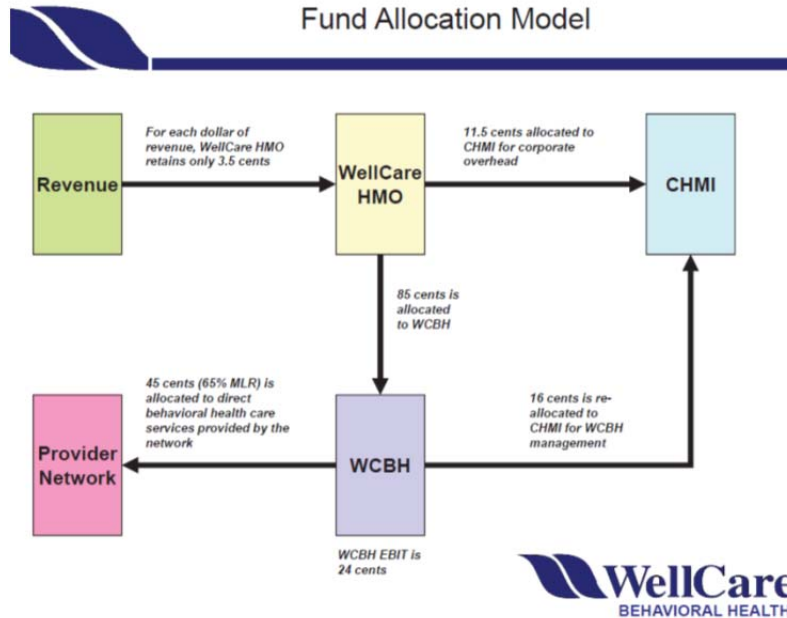 Fund Allocation Model
For each dollar of
revenue, WellCare HMO
retains only 3.5 cents
11.5 cents allocated to
CHMI for corporate
overhead
Revenue
WellCare
HMO
CHMI
85 cents is
allocated
to WCBH
45 cents (65% MLR) is
allocated to direct
behavioral health care
services provided by the
network
16 cents is re-
allocated to
CHMI for WCBH
management
Provider
Network
WCBH
WCBH EBIT is
24 cents
WellCare
BEHAVIORAL HEALTH